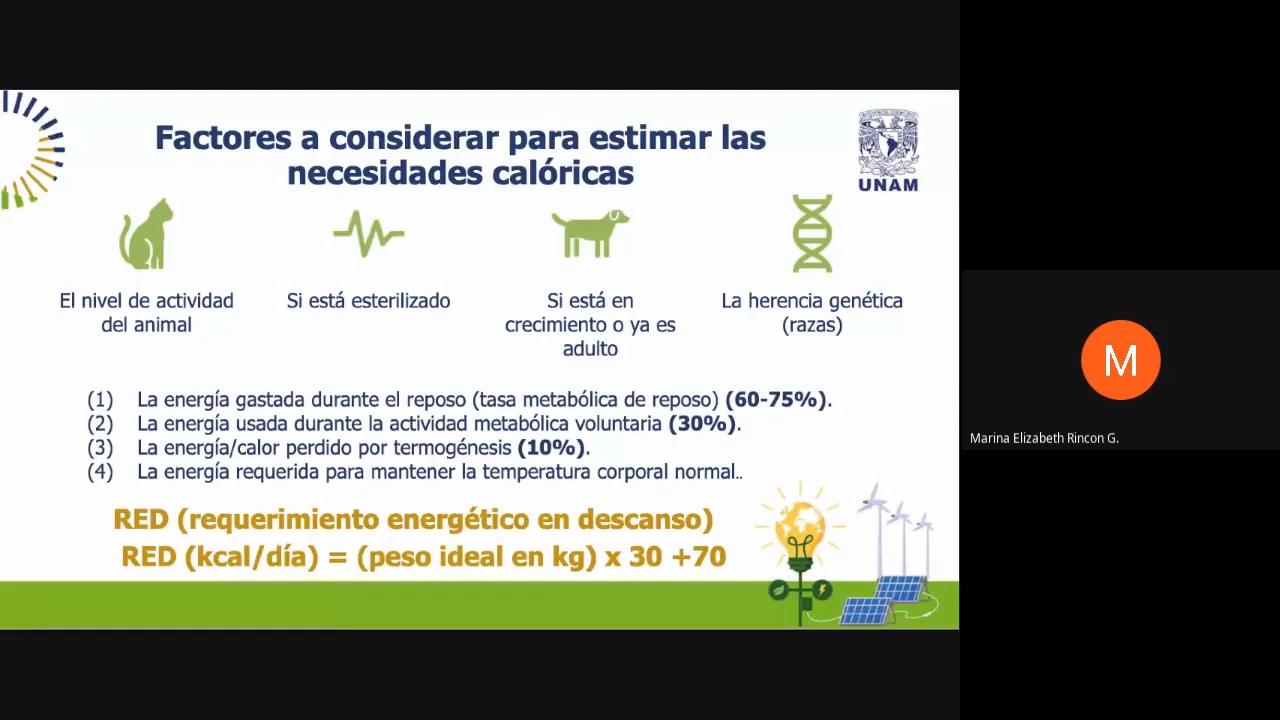 Factores a considerar para estimar las
necesidades calóricas
UNAM
El nivel de actividad
del animal
Si está esterilizado
Si está en
crecimiento o ya es
adulto
La herencia genética
(razas)
(1) La energía gastada durante el reposo (tasa metabólica de reposo) (60-75%).
(2) La energía usada durante la actividad metabólica voluntaria (30%).
(3) La energía/calor perdido por termogénesis (10%).
(4) La energía requerida para mantener la temperatura corporal normal..
RED (requerimiento energético en descanso)
RED (kcal/día) = (peso ideal en kg) x 30 +70
M
Marina Elizabeth Rincon G.